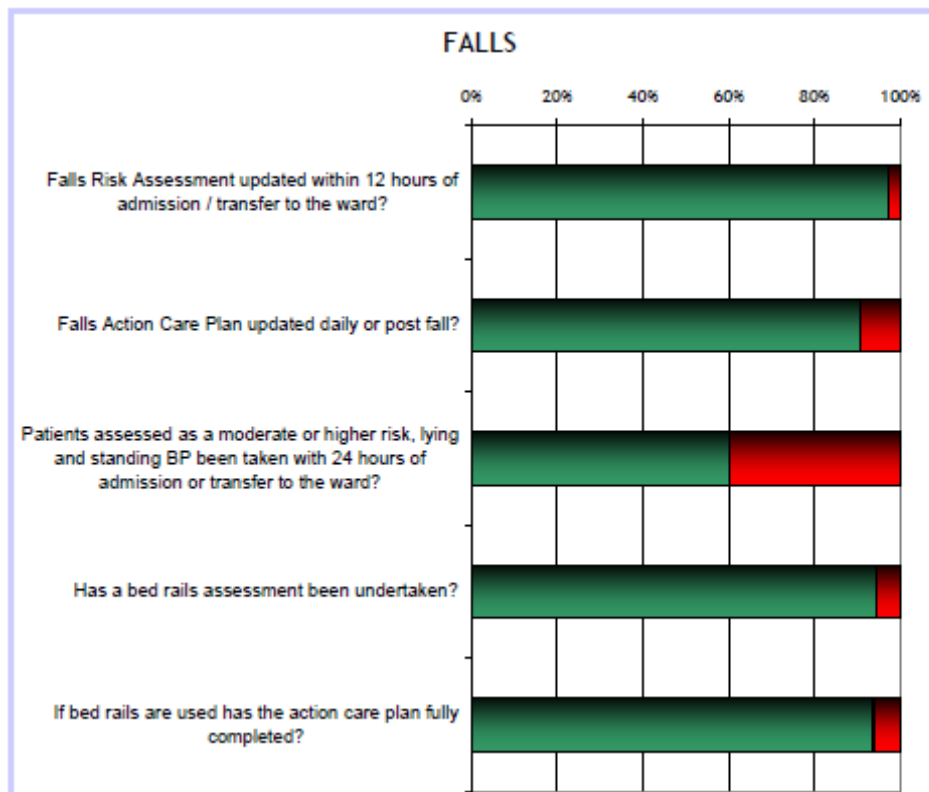 FALLS
0% 20% 40% 60% 80% 100%
Falls Risk Assessment updated within 12 hours of
admission / transfer to the ward?
Falls Action Care Plan updated daily or post fall?
Patients assessed as a moderate or higher risk, lying
and standing BP been taken with 24 hours of
admission or transfer to the ward?
Has a bed rails assessment been undertaken?
If bed rails are used has the action care plan fully
completed?